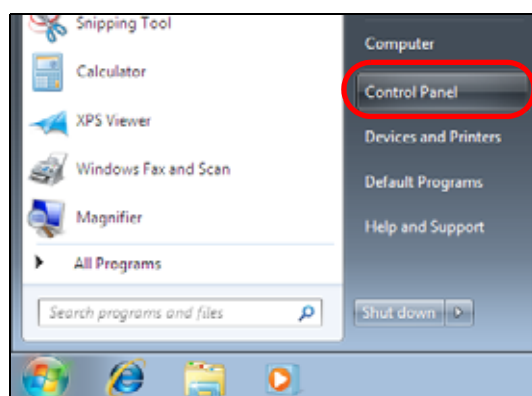 Snipping Tool
Calculator
XPS Viewer
Windows Fax and Scan
Magnifier
All Programs
Search programs and files
Computer
Control Panel
Devices and Printers
Default Programs
Help and Support
Shut down